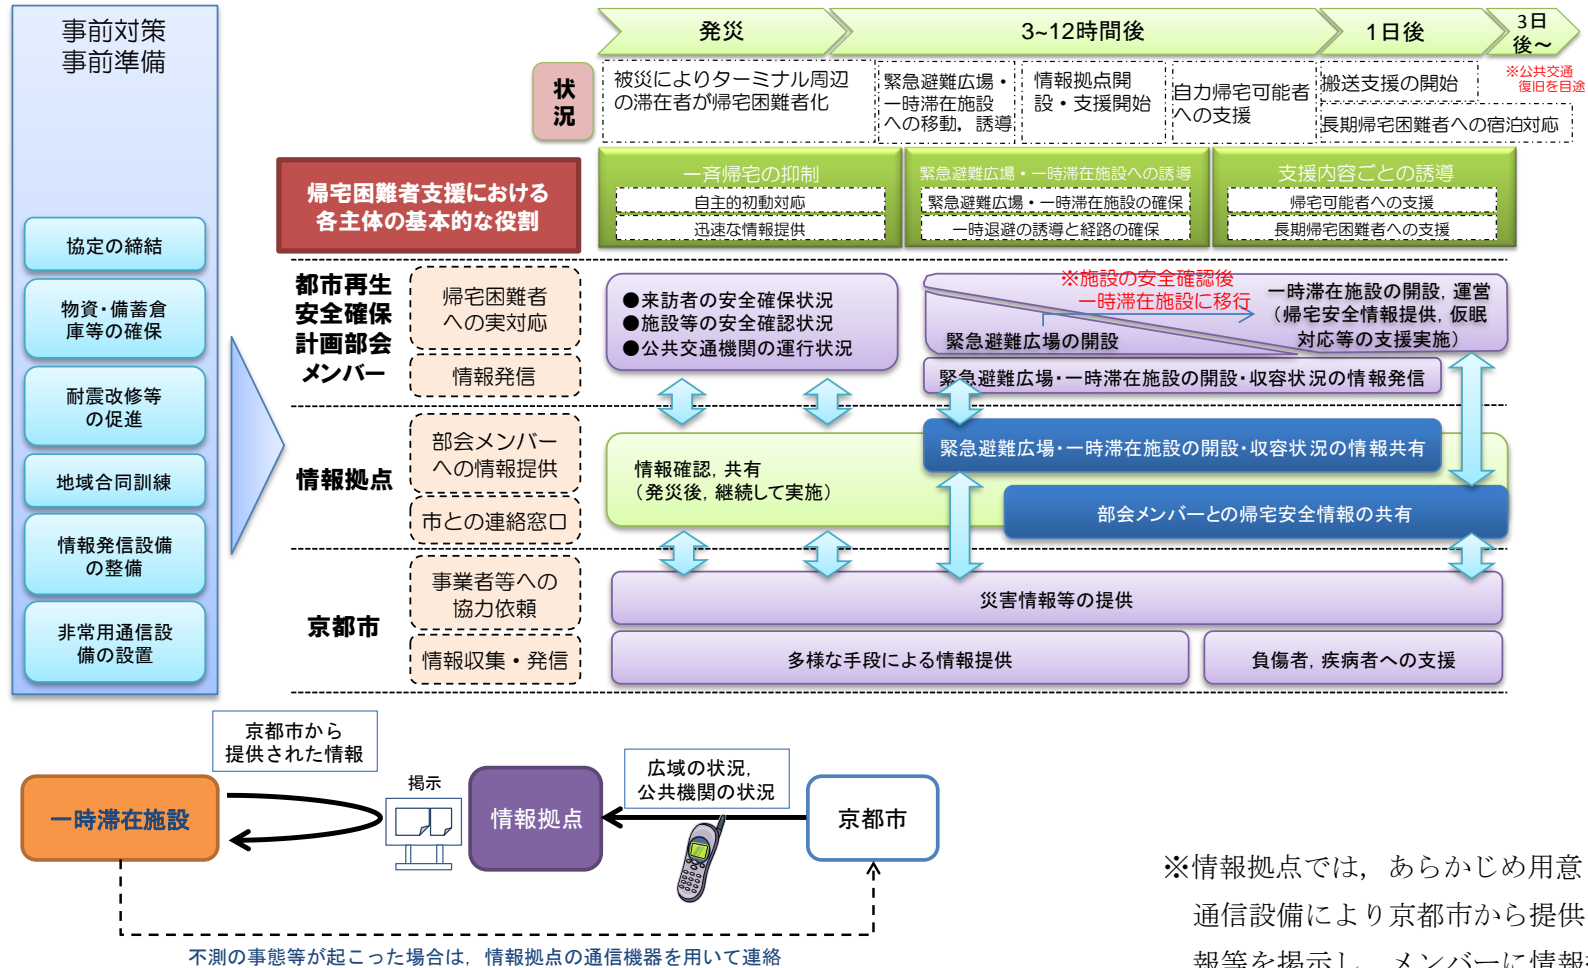 事前対策
事前準備
協定の締結
物資・備蓄倉
庫等の確保
耐震改修等
の促進
地域合同訓練
情報発信設備
の整備
非常用通信設
備の設置
発災
3~12時間後
1日後
3日
後～
状
況
被災によりターミナル周辺
の滞在者が帰宅困難者化
緊急避難広場・
一時滞在施設
への移動，誘導
情報拠点開
設・支援開始
自力帰宅可能者
への支援
搬送支援の開始
長期帰宅困難者への宿泊対応
※公共交通
復旧を目途
帰宅困難者支援における
各主体の基本的な役割
一斉帰宅の抑制
自主的初動対応
迅速な情報提供
緊急避難広場・一時滞在施設への誘導
緊急避難広場・一時滞在施設の確保
一時退避の誘導と経路の確保
支援内容ごとの誘導
帰宅可能者への支援
長期帰宅困難者への支援
都市再生
安全確保
計画部会
メンバー
帰宅困難者
への実対応
情報発信
●来訪者の安全確保状況
●施設等の安全確認状況
●公共交通機関の運行状況
※施設の安全確認後
一時滞在施設に移行
緊急避難広場の開設
一時滞在施設の開設，運営
（帰宅安全情報提供，仮眠
対応等の支援実施）
緊急避難広場・一時滞在施設の開設・収容状況の情報発信
情報拠点
部会メンバー
への情報提供
市との連絡窓口
情報確認，共有
（発災後，継続して実施）
緊急避難広場・一時滞在施設の開設・収容状況の情報共有
部会メンバーとの帰宅安全情報の共有
京都市
事業者等への
協力依頼
情報収集・発信
災害情報等の提供
多様な手段による情報提供
負傷者，疾病者への支援
京都市から
提供された情報
一時滞在施設
掲示
情報拠点
広域の状況，
公共機関の状況
京都市
不測の事態等が起こった場合は，情報拠点の通信機器を用いて連絡
※情報拠点では，あらかじめ用意
通信設備により京都市から提供
報等を掲示し，メンバーに情報